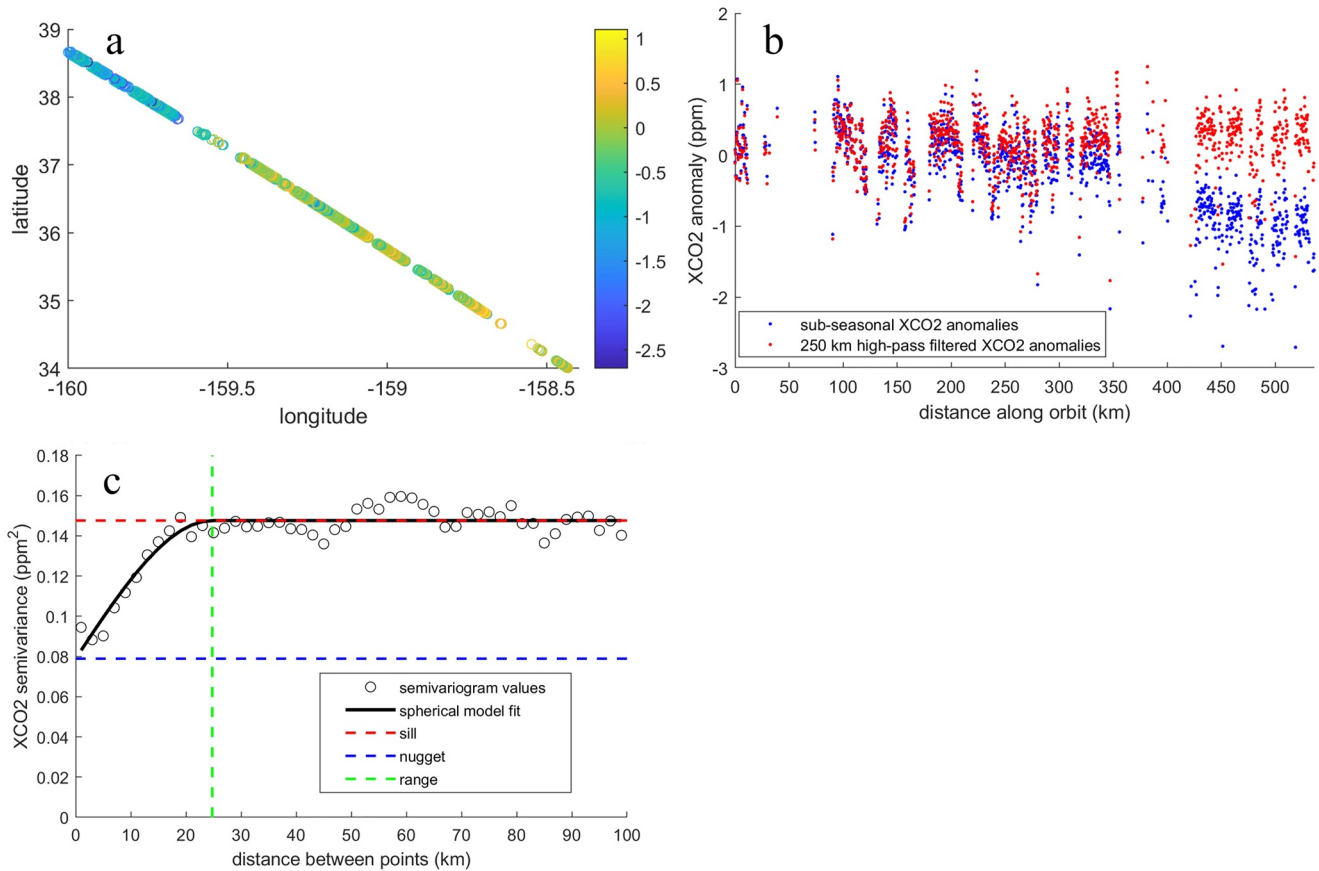 a
39
38
37
36
35
34
latitude
-160
-159.5
-159
-158.5
longitude
1
0.5
0
-0.5
-1
-1.5
-2
-2.5
b
2
1
0
-1
-2
-3
XCO2 anomaly (ppm)
sub-seasonal XCO2 anomalies
250 km high-pass filtered XCO2 anomalies
0 50 100 150 200 250 300 350 400 450 500
distance along orbit (km)
c
0.18
0.16
0.14
0.12
0.1
0.08
0.06
0.04
0.02
0
XCO2 semivariance (ppm²)
semivariogram values
spherical model fit
sill
nugget
range
0 10 20 30 40 50 60 70 80 90 100
distance between points (km)